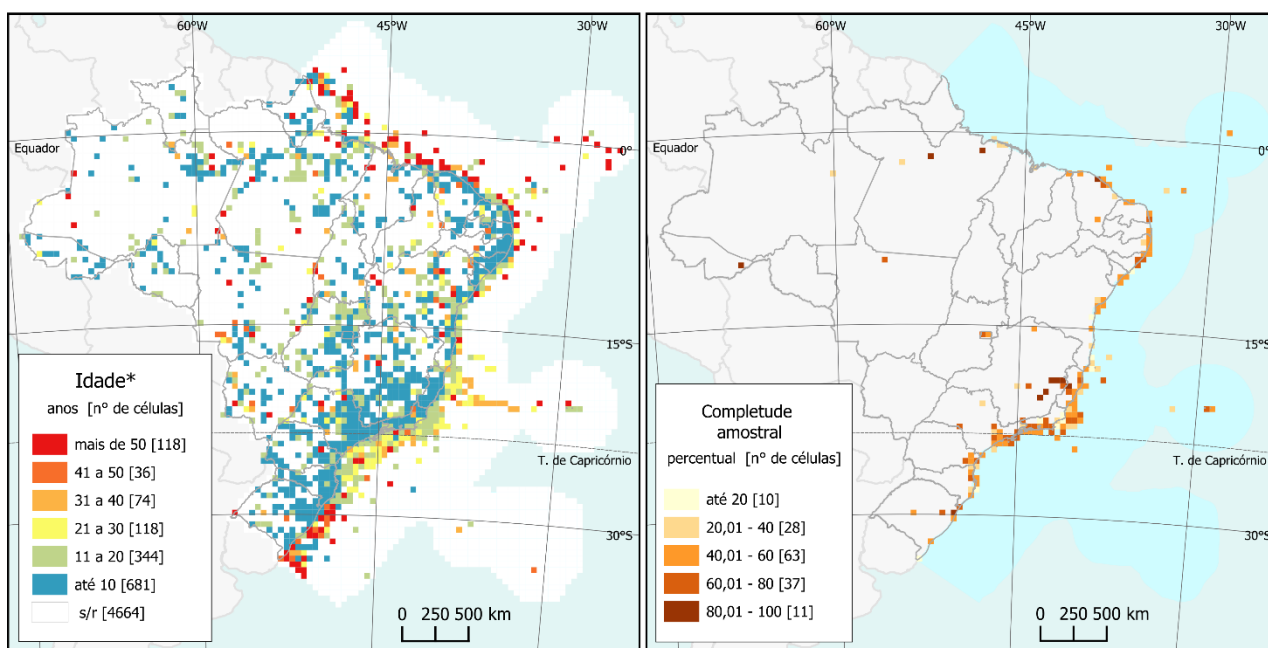 60°W 45°W 30°W
Equador
0°
15°S
T. de Capricórnio
30°S
Idade*
anos [n° de células]
mais de 50 [118]
41 a 50 [36]
31 a 40 [74]
21 a 30 [118]
11 a 20 [344]
até 10 [681]
s/r [4664]
0 250 500 km
60°W 45°W 30°W
Equador
0°
15°S
T. de Capricórnio
30°S
Completude
amostral
percentual [n° de células]
até 20 [10]
20,01 - 40 [28]
40,01 - 60 [63]
60,01 - 80 [37]
80,01 - 100 [11]
0 250 500 km